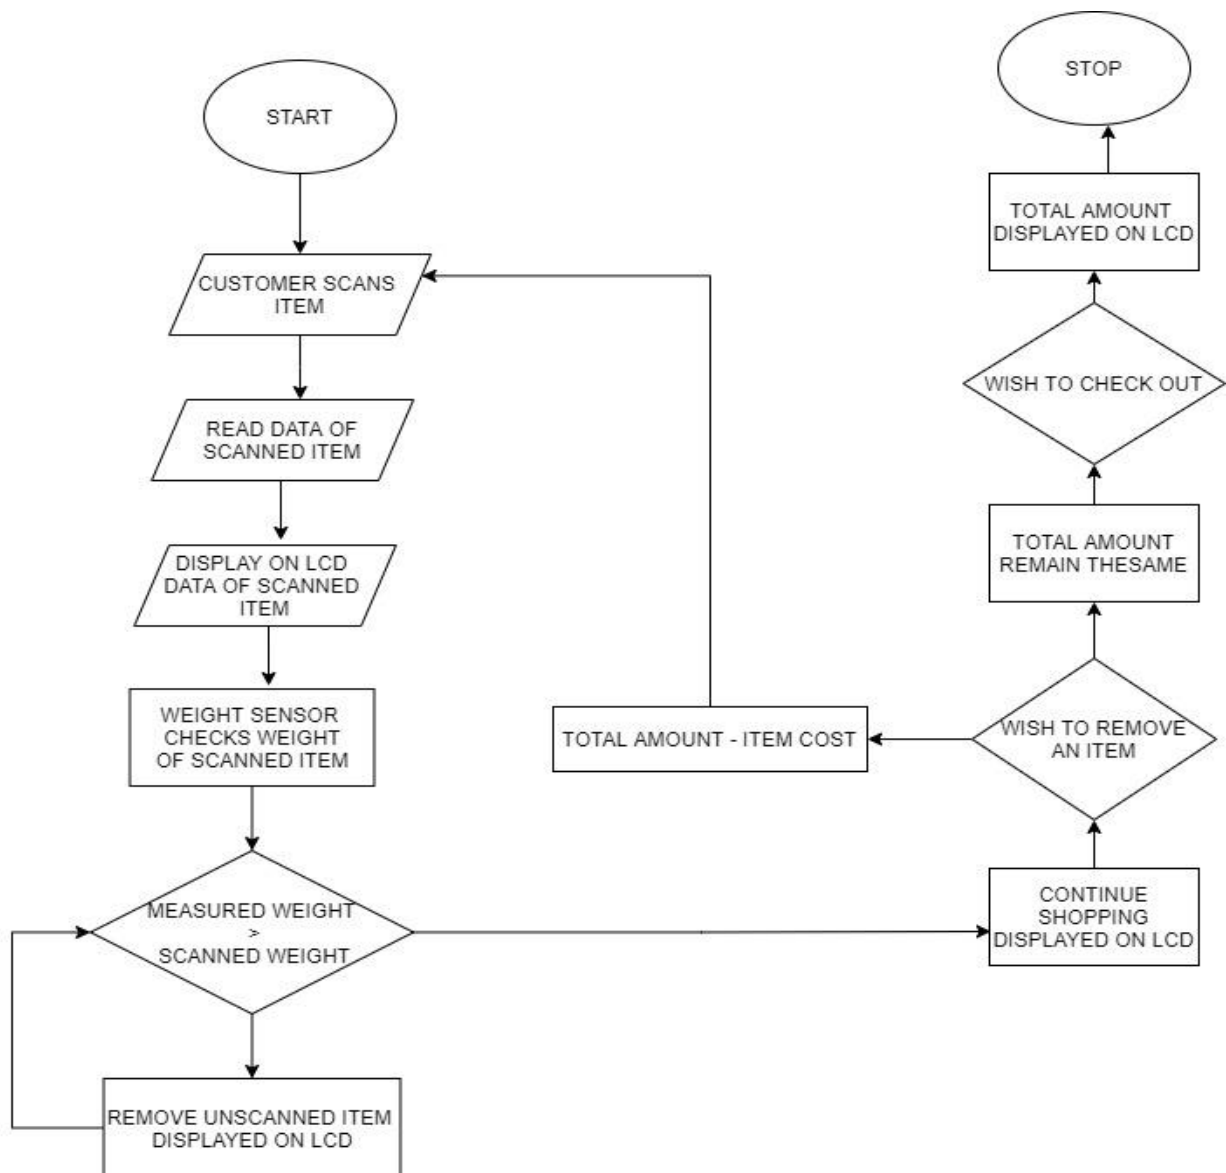 START
CUSTOMER SCANS
ITEM
READ DATA OF
SCANNED ITEM
DISPLAY ON LCD
DATA OF SCANNED
ITEM
WEIGHT SENSOR
CHECKS WEIGHT
OF SCANNED ITEM
MEASURED WEIGHT
>
SCANNED WEIGHT
REMOVE UNSCANNED ITEM
DISPLAYED ON LCD
CONTINUE
SHOPPING
DISPLAYED ON LCD
WISH TO REMOVE
AN ITEM
TOTAL AMOUNT - ITEM COST
TOTAL AMOUNT
REMAIN THESAME
WISH TO CHECK OUT
TOTAL AMOUNT
DISPLAYED ON LCD
STOP